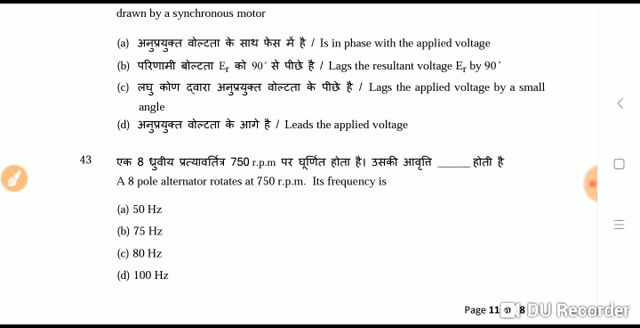 drawn by a synchronous motor
(a) अनुप्रयुक्त वोल्टता के साथ फेस में है / Is in phase with the applied voltage
(b) परिणामी बोल्टता Er को 90° से पीछे है / Lags the resultant voltage Er by 90°
(c) लघु कोण द्वारा अनुप्रयुक्त वोल्टता के पीछे है / Lags the applied voltage by a small
angle
(d) अनुप्रयुक्त वोल्टता के आगे है / Leads the applied voltage
43 एक 8 ध्रुवीय प्रत्यावर्तित्र 750 r.p.m पर घूर्णित होता है। उसकी आवृति ______ होती है
A 8 pole alternator rotates at 750 r.p.m. Its frequency is
(a) 50 Hz
(b) 75 Hz
(c) 80 Hz
(d) 100 Hz
Page 11 8
DU Recorder